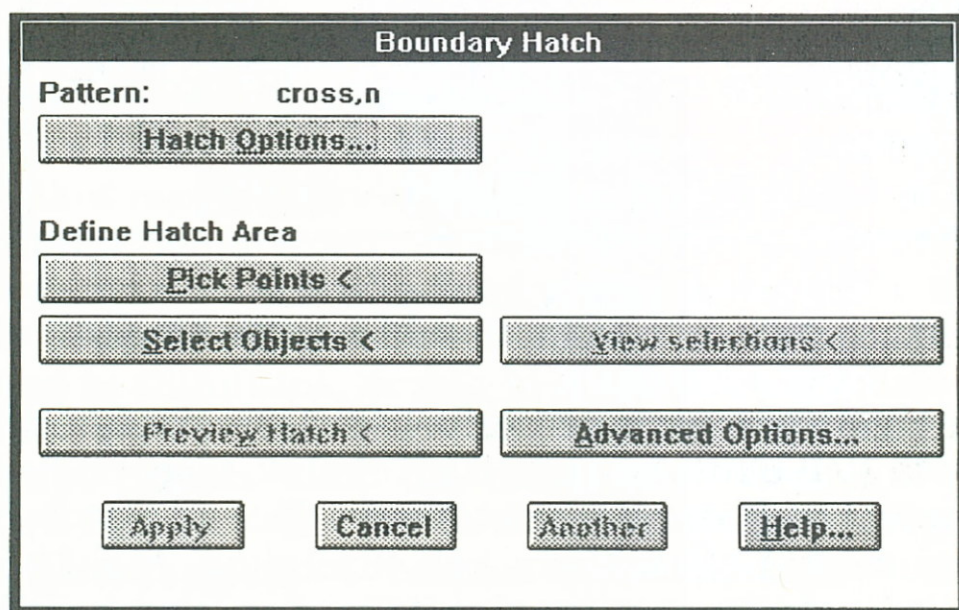 Boundary Hatch
Pattern: cross,n
Hatch Options...
Define Hatch Area
Pick Points <
Select Objects < View selections <
Preview Hatch < Advanced Options...
Apply Cancel Another Help...